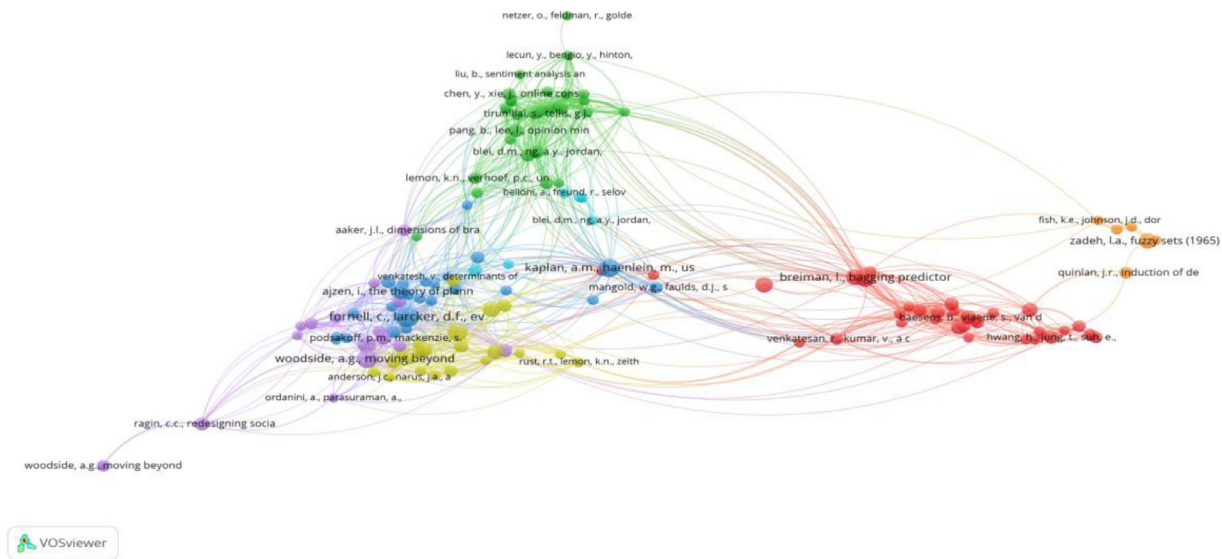 netzer, o., feldman, r., golde
lecun, y., bengio, y., hinton,
liu, b., sentiment analysis an
chen, y., xie, j., online cons
tirunillai, s., tellis, g.j.,
pang, b., lee, l., opinion min
blei, d.m., ng, a.y., jordan,
lemon, k.n., verhoef, p.c., un
belloni, a., freund, r., selov
blei, d.m., ng, a.y., jordan,
fish, k.e., johnson, j.d., dor
aaker, j.l., dimensions of bra
zadeh, l.a., fuzzy sets (1965)
kaplan, a.m., haenlein, m., us
venkatesh, v., determinants of
breiman, l., bagging predictor
quinlan, j.r., induction of de
mangold, w.g., faulds, d.j., s
ajzen, i., the theory of plann
fornell, c., larcker, d.f., ev
baesens, b., viaene, s., van d
podsakoff, p.m., mackenzie, s.
venkatesan, r., kumar, v., a c
hwang, h., jung, t., suh, e.,
woodside, a.g., moving beyond
rust, r.t., lemon, k.n., zeith
anderson, j.c., narus, j.a., a
ordanini, a., parasuraman, a.,
ragin, c.c., redesigning socia
woodside, a.g., moving beyond
VOSviewer